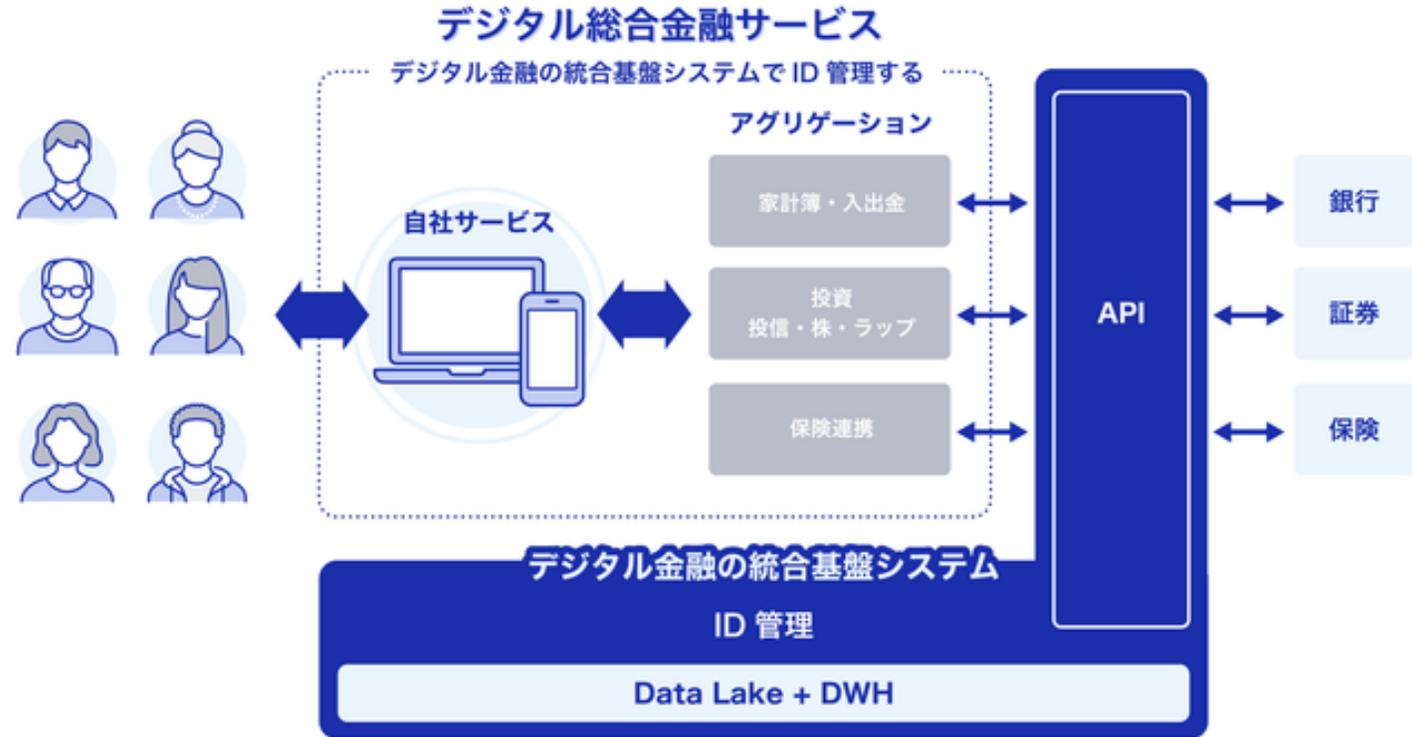 デジタル総合金融サービス
デジタル金融の統合基盤システムで ID 管理する
アグリゲーション
自社サービス
家計簿・入出金
投資
投信・株・ラップ
保険連携
API
銀行
証券
保険
デジタル金融の統合基盤システム
ID 管理
Data Lake + DWH